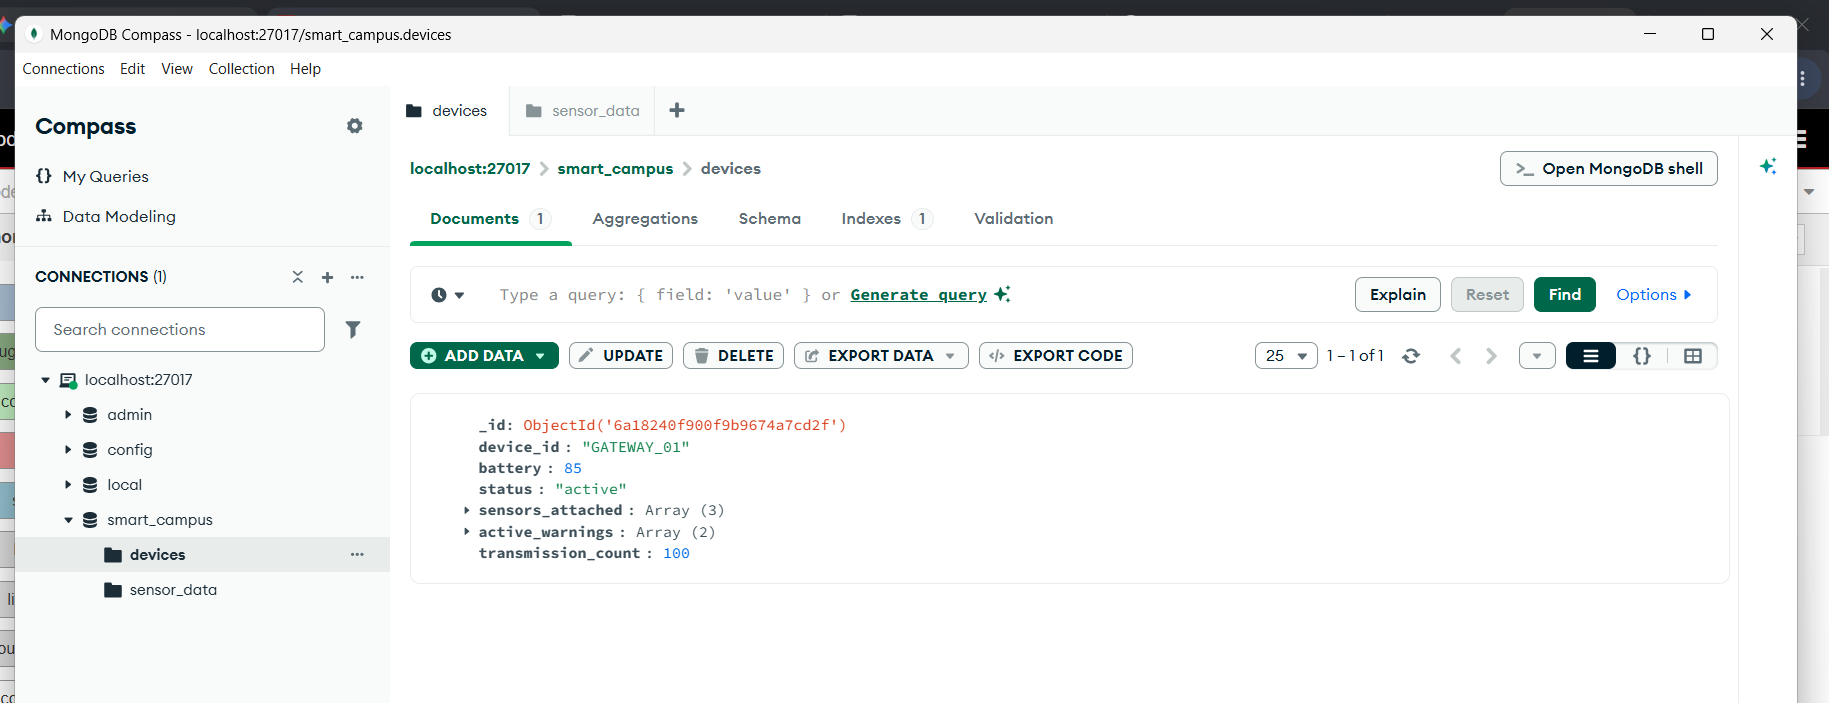 MongoDB Compass - localhost:27017/smart_campus.devices
Connections Edit View Collection Help
Compass
My Queries
Data Modeling
CONNECTIONS (1)
Search connections
localhost:27017
admin
config
local
smart_campus
devices
sensor_data
devices sensor_data
localhost:27017 smart_campus devices
Open MongoDB shell
Documents 1 Aggregations Schema Indexes 1 Validation
Type a query: { field: 'value' } or Generate query
Explain Reset Find Options
ADD DATA UPDATE DELETE EXPORT DATA EXPORT CODE
25 1 – 1 of 1
_id: ObjectId('6a18240f900f9b9674a7cd2f')
device_id : "GATEWAY_01"
battery : 85
status : "active"
sensors_attached : Array (3)
active_warnings : Array (2)
transmission_count : 100